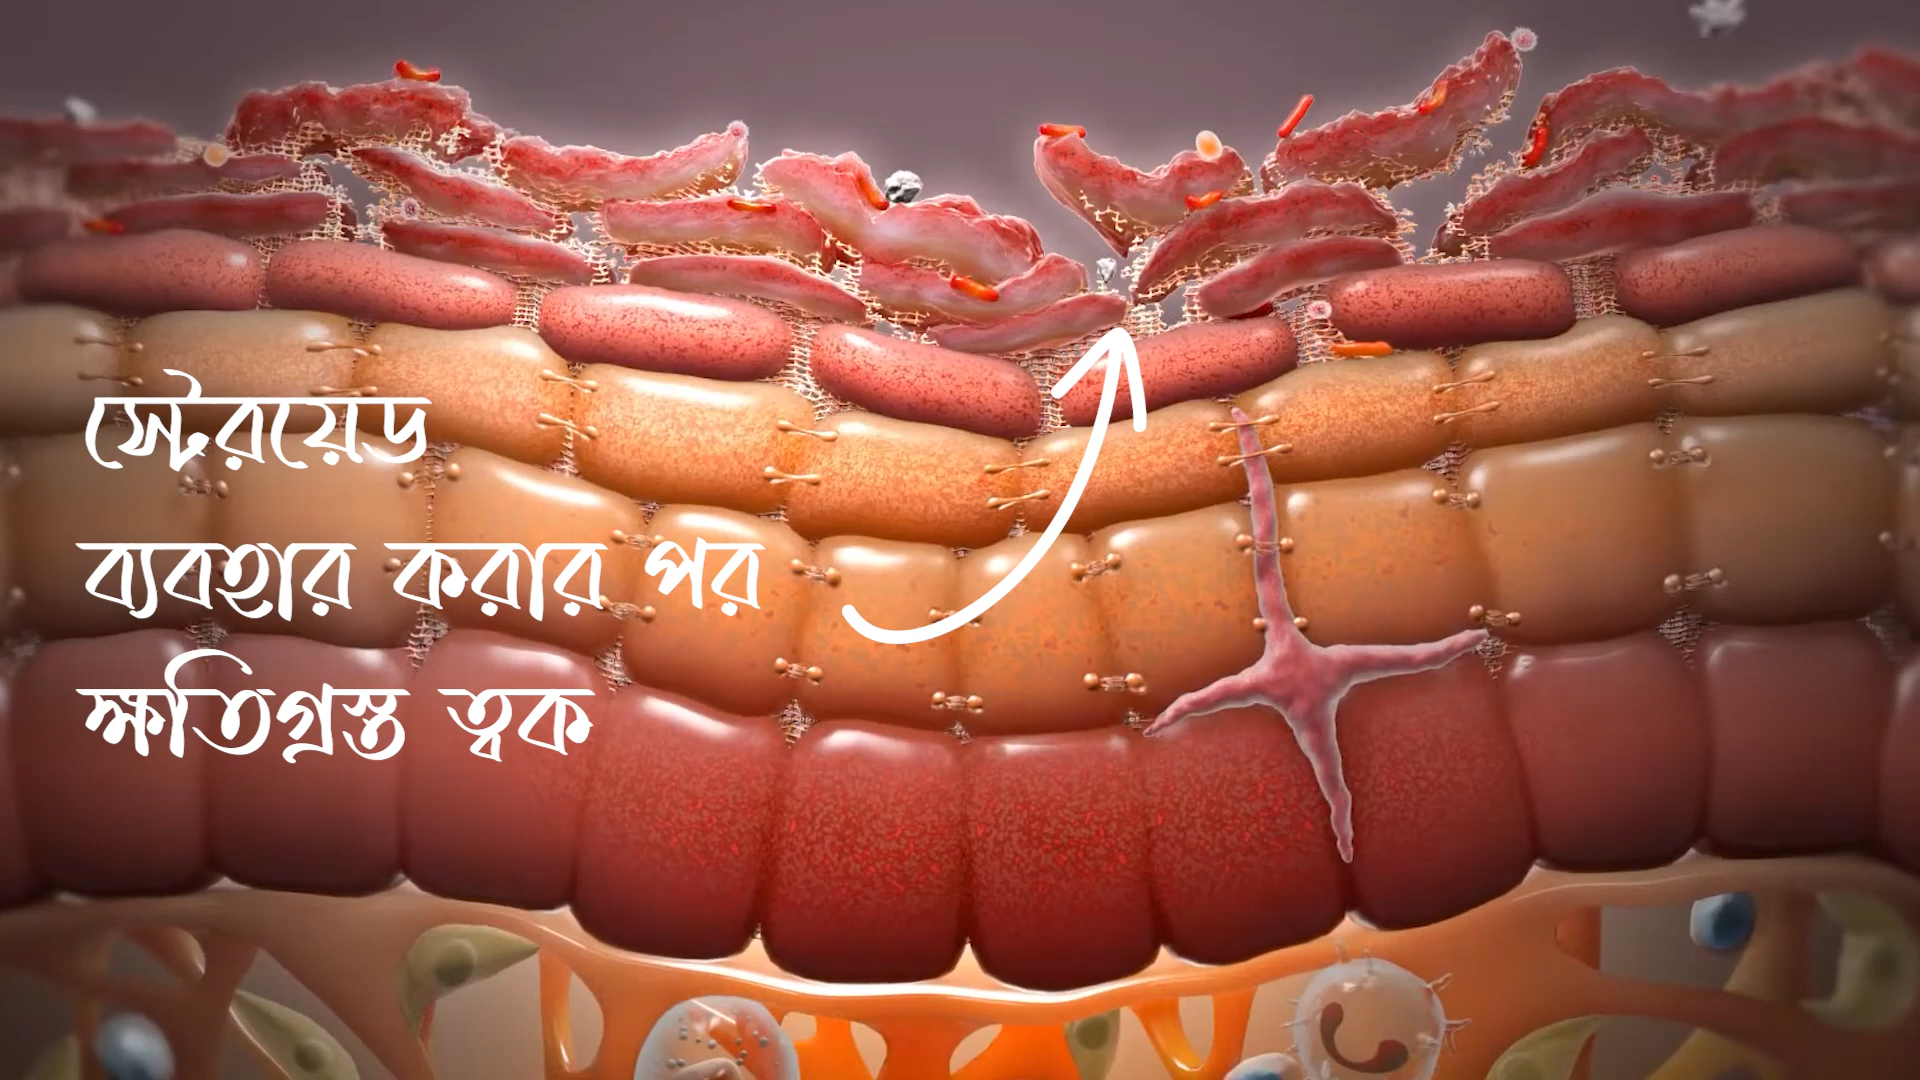 স্টেরয়েড
ব্যবহার করার পর
ক্ষতিগ্রস্ত ত্বক